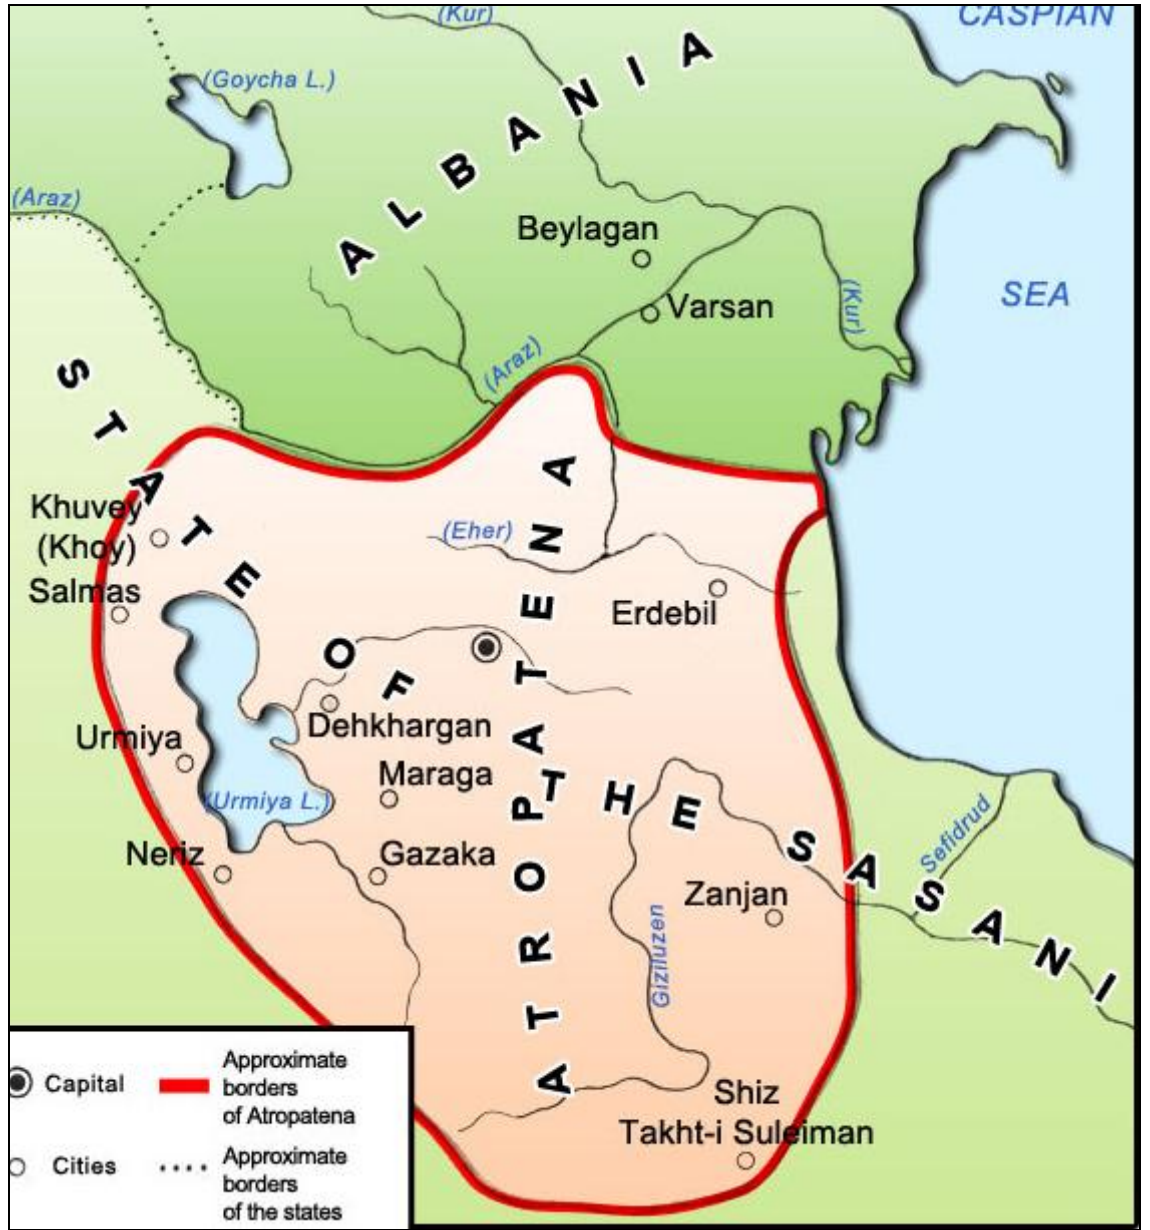 (Kur)
CASPIAN
(Goycha L.)
ALBANIA
(Araz)
Beylagan
SEA
(Kur)
Varsan
(Araz)
STATE OF THE SASANI
ATROPATENA
Khuvey
(Khoy)
(Eher)
Salmas
Erdebil
Dehkhargan
Urmiya
Maraga
(Urmiya L.)
Sefidrud
Neriz
Gazaka
Zanjan
Giziluzen
Shiz
Takht-i Suleiman
Capital
Approximate
borders
of Atropatena
Cities
Approximate
borders
of the states